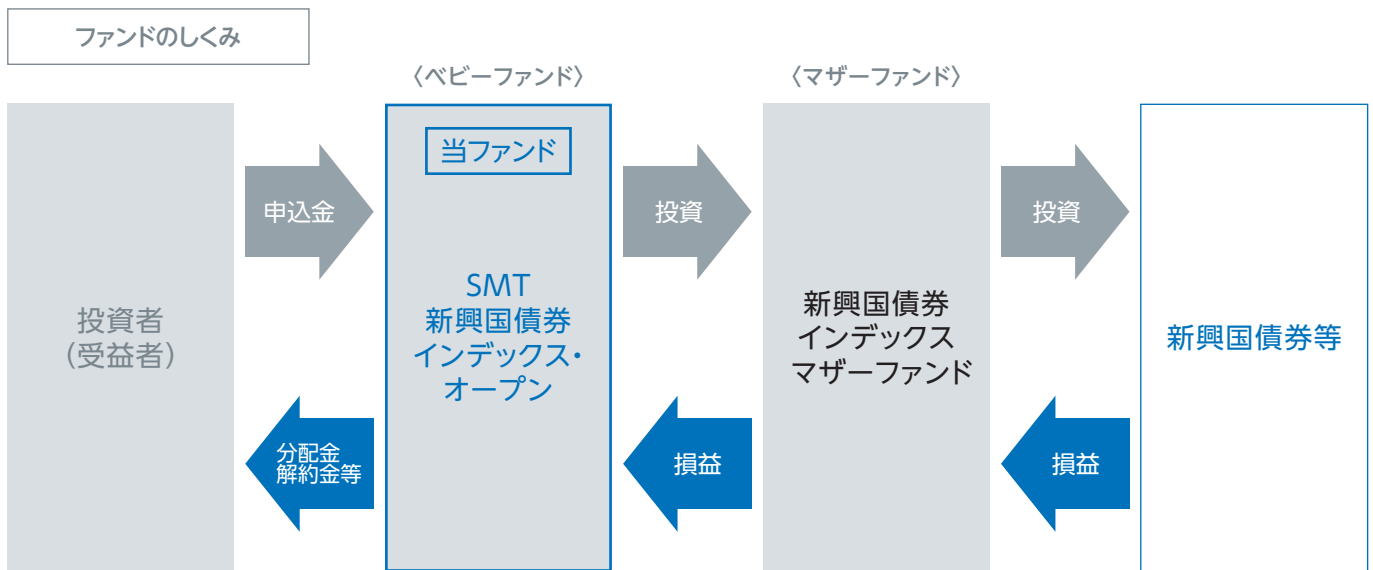 ファンドのしくみ
〈ベビーファンド〉
〈マザーファンド〉
投資者
(受益者)
申込金
分配金
解約金等
当ファンド
SMT
新興国債券
インデックス・
オープン
投資
損益
新興国債券
インデックス
マザーファンド
投資
損益
新興国債券等